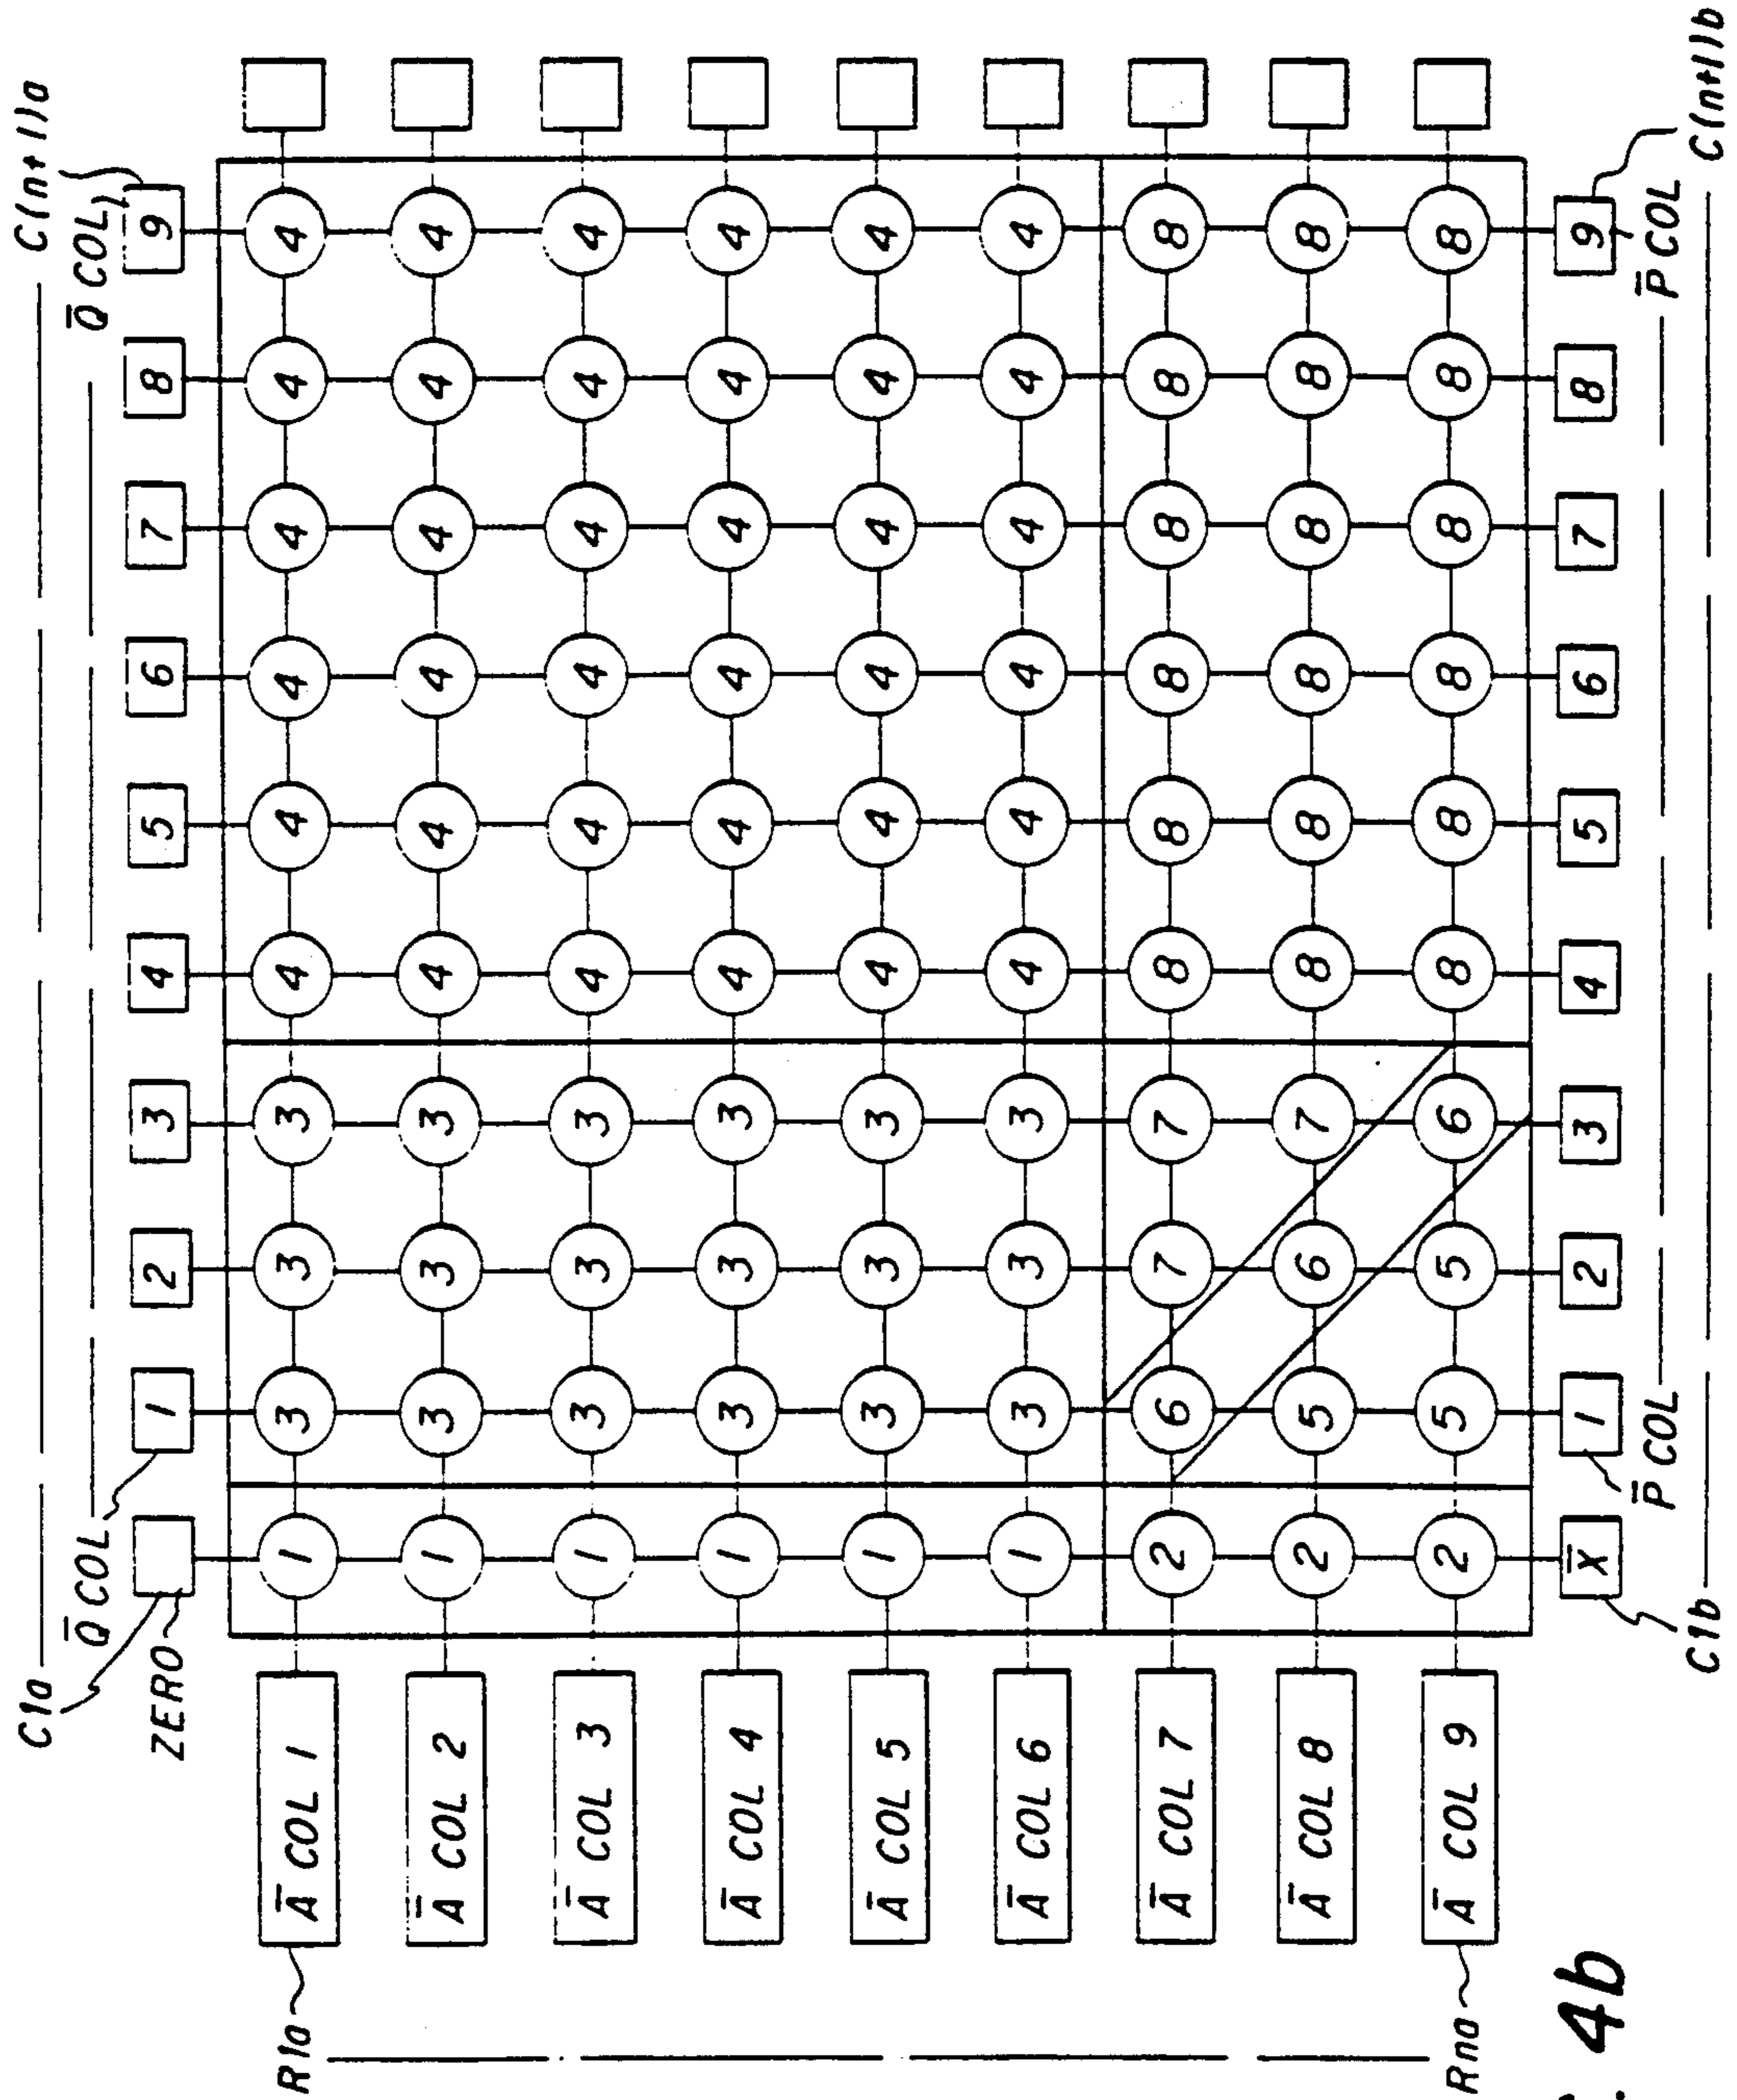 C1a C(n+1)a
Q̄ COL Q̄ COL
ZERO 1 2 3 4 5 6 7 8 9
R1a Ā COL 1 1 3 3 3 4 4 4 4 4 4
Ā COL 2 1 3 3 3 4 4 4 4 4 4
Ā COL 3 1 3 3 3 4 4 4 4 4 4
Ā COL 4 1 3 3 3 4 4 4 4 4 4
Ā COL 5 1 3 3 3 4 4 4 4 4 4
Ā COL 6 1 3 3 3 4 4 4 4 4 4
Ā COL 7 2 6 7 7 8 8 8 8 8 8
Ā COL 8 2 5 6 7 8 8 8 8 8 8
Rna Ā COL 9 2 5 5 6 8 8 8 8 8 8
X̄ 1 2 3 4 5 6 7 8 9
P̄ COL P̄ COL
C1b C(n+1)b
4b